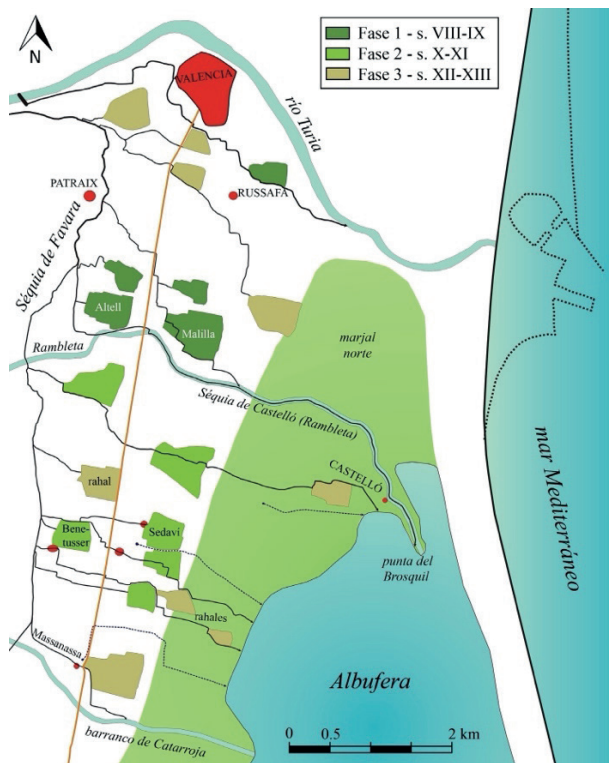 N
Fase 1 - s. VIII-IX
Fase 2 - s. X-XI
Fase 3 - s. XII-XIII
VALENCIA
río Turia
PATRAIX
RUSSAFA
Séquia de Favara
Altell
Malilla
marjal
norte
Rambleta
Séquia de Castelló (Rambleta)
mar Mediterráneo
rahal
CASTELLÓ
Bene-
tusser
Sedaví
punta del
Brosquil
rahales
Massanassa
Albufera
barranco de Catarroja
0 0.5 2 km